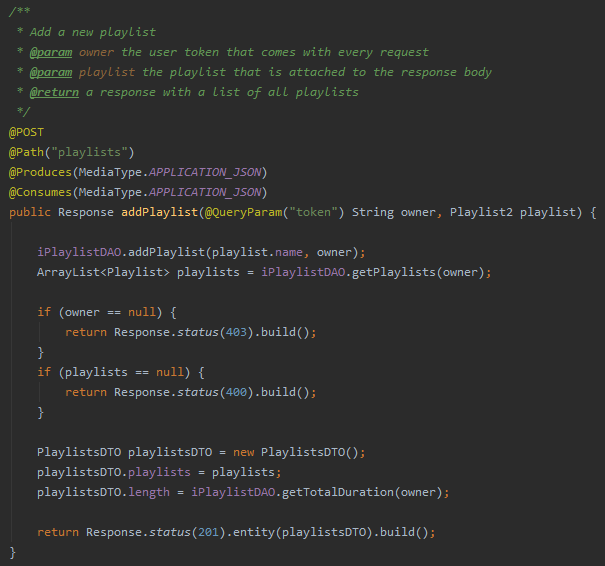 /**
 * Add a new playlist
 * @param owner the user token that comes with every request
 * @param playlist the playlist that is attached to the response body
 * @return a response with a list of all playlists
 */
@POST
@Path("playlists")
@Produces(MediaType.APPLICATION_JSON)
@Consumes(MediaType.APPLICATION_JSON)
public Response addPlaylist(@QueryParam("token") String owner, Playlist2 playlist) {
    iPlaylistDAO.addPlaylist(playlist.name, owner);
    ArrayList<Playlist> playlists = iPlaylistDAO.getPlaylists(owner);
    if (owner == null) {
        return Response.status(403).build();
    }
    if (playlists == null) {
        return Response.status(400).build();
    }
    PlaylistsDTO playlistsDTO = new PlaylistsDTO();
    playlistsDTO.playlists = playlists;
    playlistsDTO.length = iPlaylistDAO.getTotalDuration(owner);
    return Response.status(201).entity(playlistsDTO).build();
}